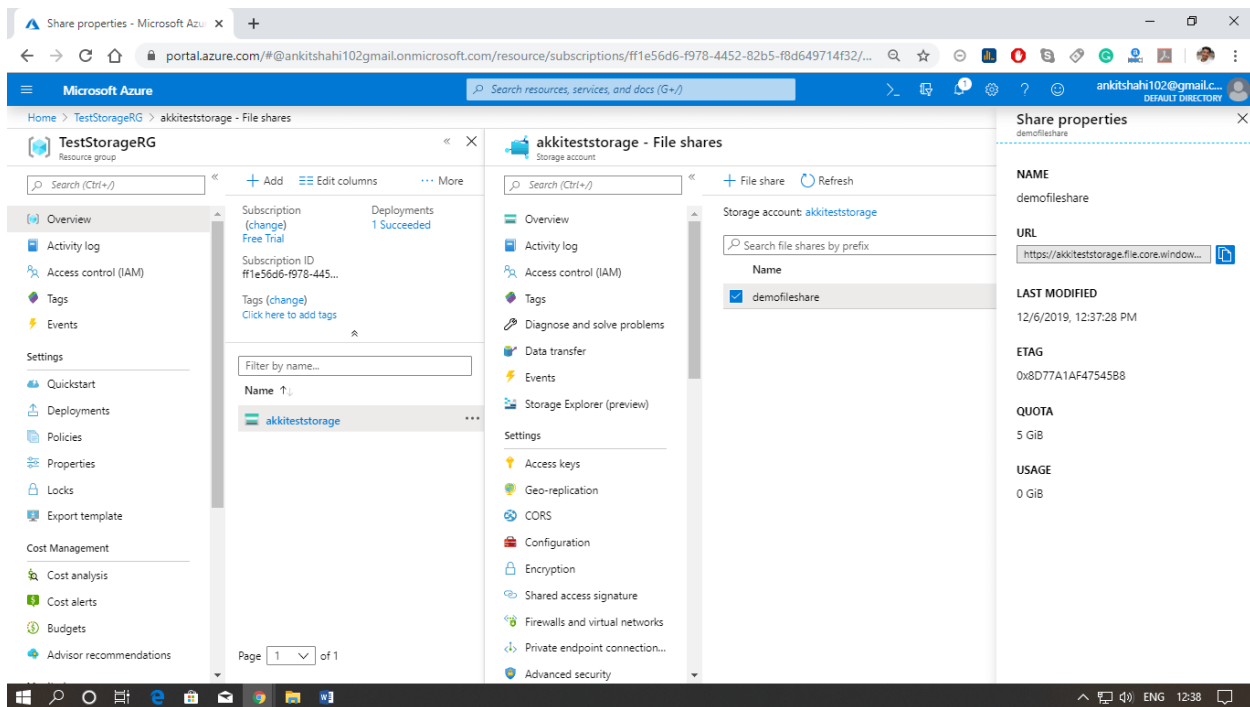 Share properties - Microsoft Azu
portal.azure.com/#@ankitshahi102gmail.onmicrosoft.com/resource/subscriptions/ff1e56d6-f978-4452-82b5-f8d649714f32/...
Microsoft Azure
Search resources, services, and docs (G+/)
1
ankitshahi102@gmail.c...
DEFAULT DIRECTORY
Home > TestStorageRG > akkiteststorage - File shares
TestStorageRG
Resource group
Search (Ctrl+/)
Overview
Activity log
Access control (IAM)
Tags
Events
Settings
Quickstart
Deployments
Policies
Properties
Locks
Export template
Cost Management
Cost analysis
Cost alerts
Budgets
Advisor recommendations
Add
Edit columns
More
Subscription
(change)
Free Trial
Deployments
1 Succeeded
Subscription ID
ff1e56d6-f978-445...
Tags (change)
Click here to add tags
Filter by name...
Name ↑↓
akkiteststorage
Page 1 of 1
akkiteststorage - File shares
Storage account
Search (Ctrl+/)
Overview
Activity log
Access control (IAM)
Tags
Diagnose and solve problems
Data transfer
Events
Storage Explorer (preview)
Settings
Access keys
Geo-replication
CORS
Configuration
Encryption
Shared access signature
Firewalls and virtual networks
Private endpoint connection...
Advanced security
+ File share
Refresh
Storage account: akkiteststorage
Search file shares by prefix
Name
demofileshare
Share properties
demofileshare
NAME
demofileshare
URL
https://akkiteststorage.file.core.window...
LAST MODIFIED
12/6/2019, 12:37:28 PM
ETAG
0x8D77A1AF47545B8
QUOTA
5 GiB
USAGE
0 GiB
ENG
12:38